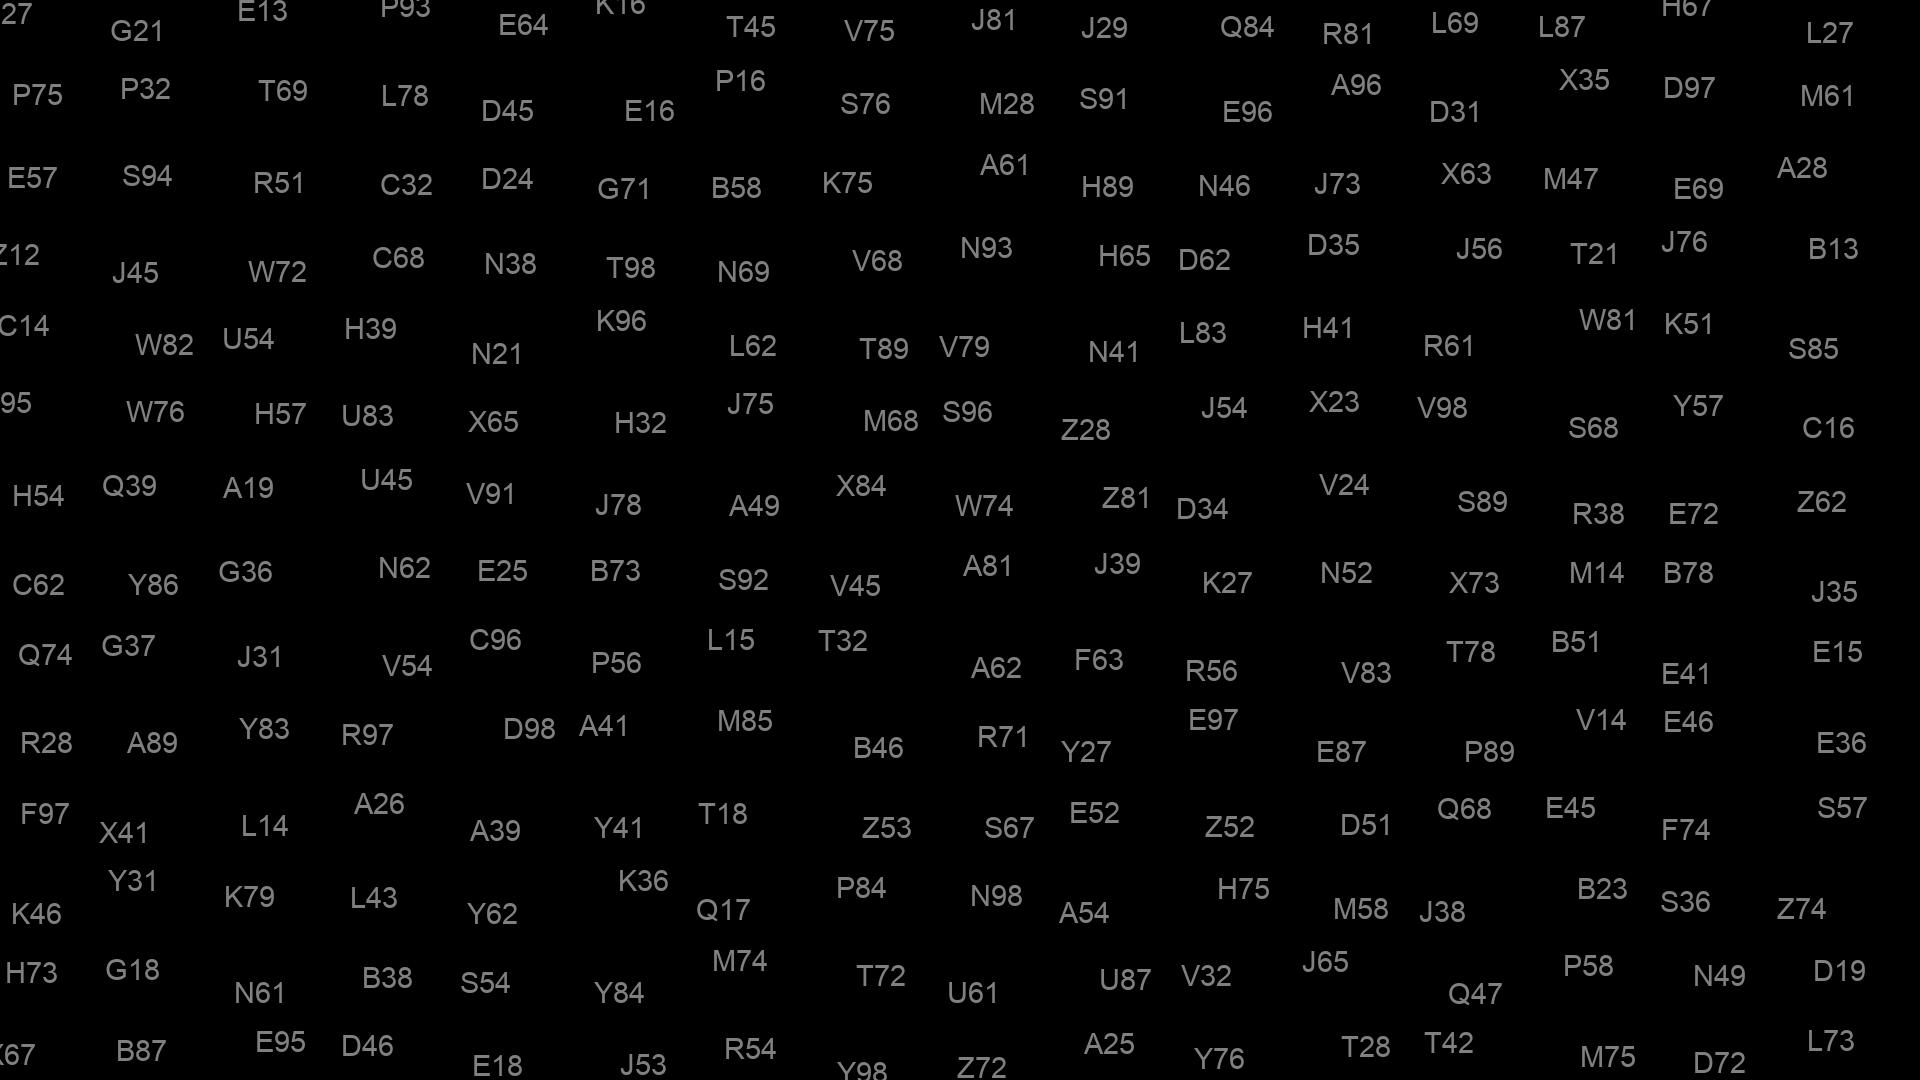 27 G21 E13 P93 E64 K16 T45 V75 J81 J29 Q84 R81 L69 L87 H67 L27
P75 P32 T69 L78 D45 E16 P16 S76 M28 S91 E96 A96 D31 X35 D97 M61
E57 S94 R51 C32 D24 G71 B58 K75 A61 H89 N46 J73 X63 M47 E69 A28
Z12 J45 W72 C68 N38 T98 N69 V68 N93 H65 D62 D35 J56 T21 J76 B13
C14 W82 U54 H39 N21 K96 L62 T89 V79 N41 L83 H41 R61 W81 K51 S85
95 W76 H57 U83 X65 H32 J75 M68 S96 Z28 J54 X23 V98 S68 Y57 C16
H54 Q39 A19 U45 V91 J78 A49 X84 W74 Z81 D34 V24 S89 R38 E72 Z62
C62 Y86 G36 N62 E25 B73 S92 V45 A81 J39 K27 N52 X73 M14 B78 J35
Q74 G37 J31 V54 C96 P56 L15 T32 A62 F63 R56 V83 T78 B51 E41 E15
R28 A89 Y83 R97 D98 A41 M85 B46 R71 Y27 E97 E87 P89 V14 E46 E36
F97 X41 L14 A26 A39 Y41 T18 Z53 S67 E52 Z52 D51 Q68 E45 F74 S57
K46 Y31 K79 L43 Y62 K36 Q17 P84 N98 A54 H75 M58 J38 B23 S36 Z74
H73 G18 N61 B38 S54 Y84 M74 T72 U61 U87 V32 J65 Q47 P58 N49 D19
67 B87 E95 D46 E18 J53 R54 Y98 Z72 A25 Y76 T28 T42 M75 D72 L73